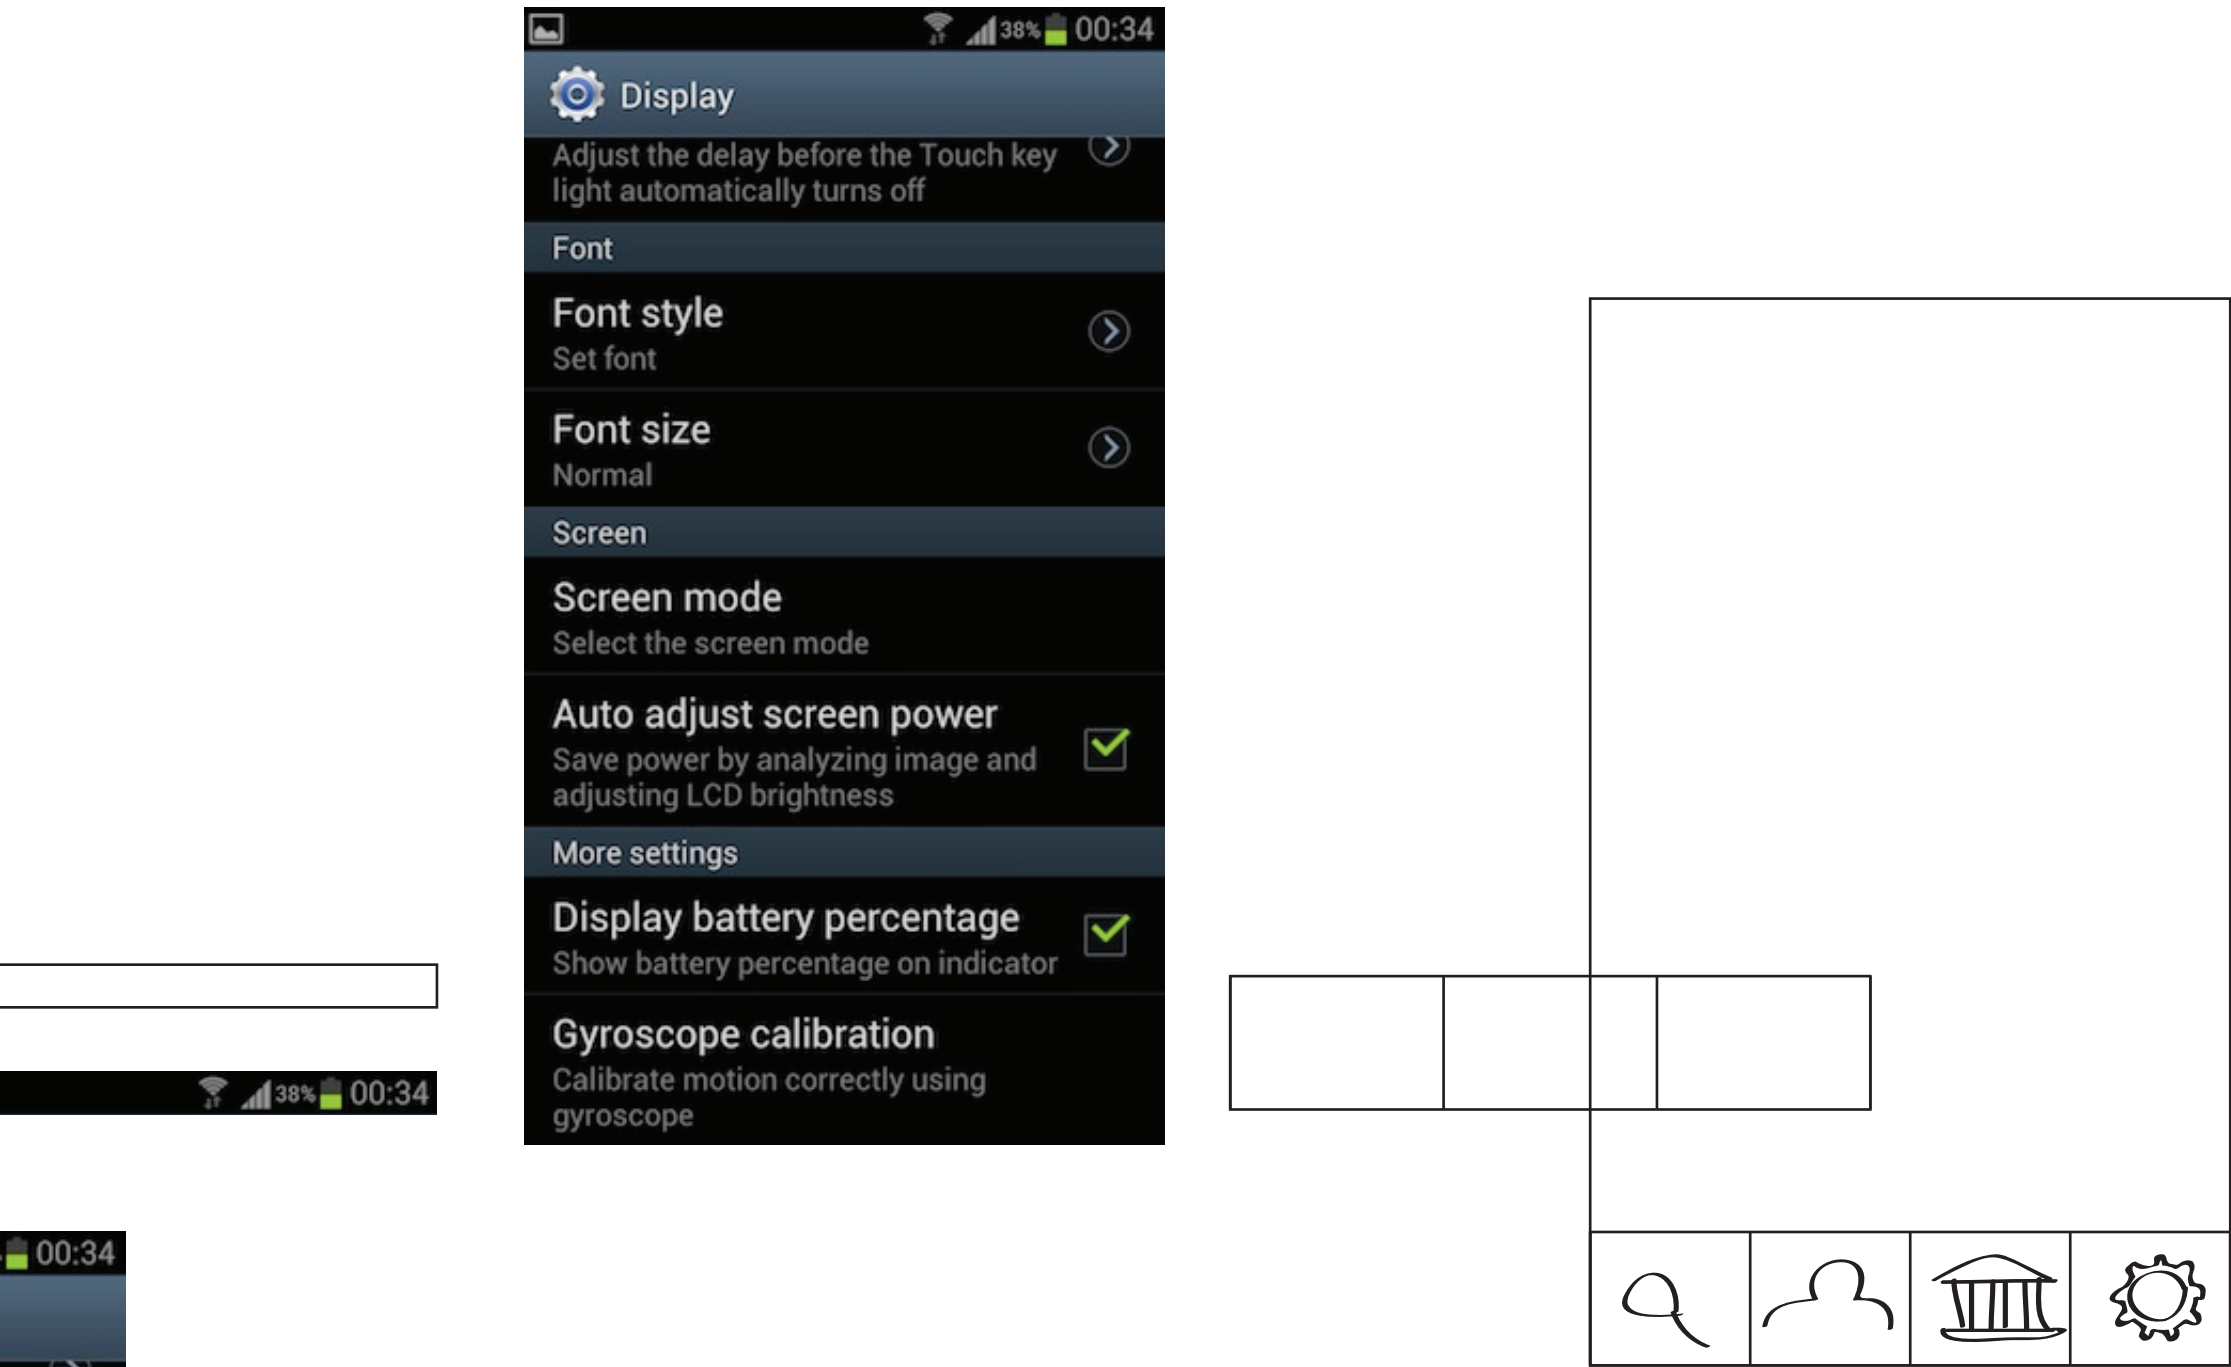 38% 00:34
Display
Adjust the delay before the Touch key
light automatically turns off
Font
Font style
Set font
Font size
Normal
Screen
Screen mode
Select the screen mode
Auto adjust screen power
Save power by analyzing image and
adjusting LCD brightness
More settings
Display battery percentage
Show battery percentage on indicator
Gyroscope calibration
Calibrate motion correctly using
gyroscope
38% 00:34
00:34